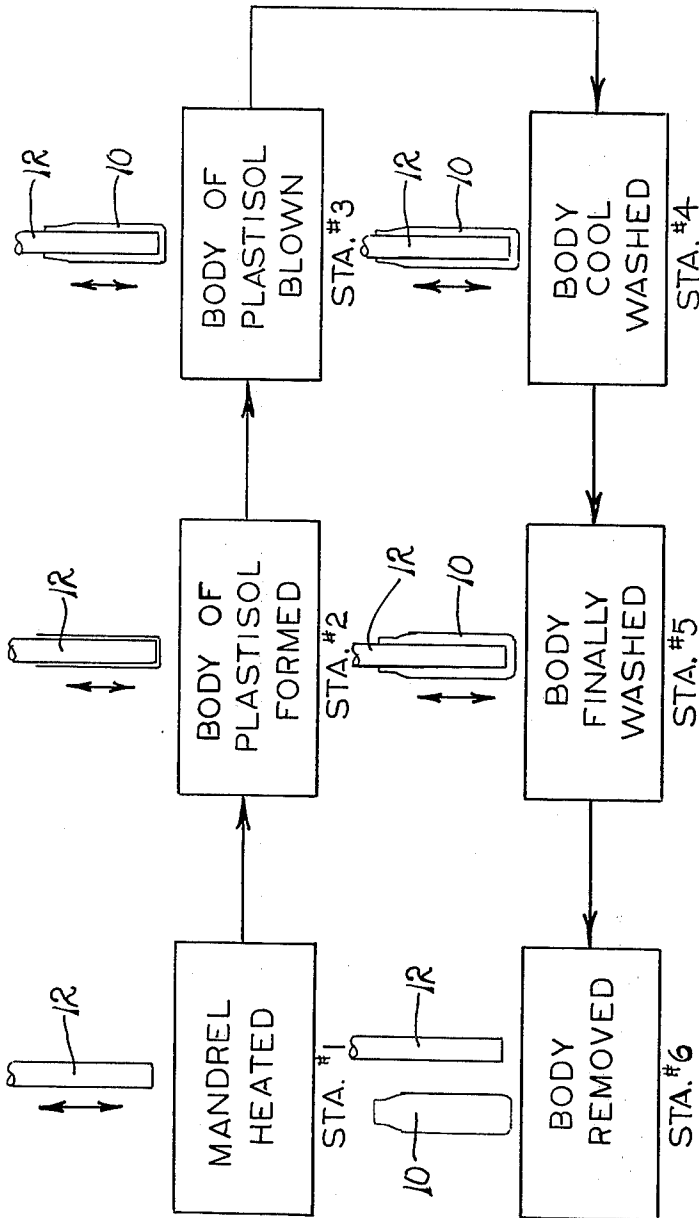 12
MANDREL
HEATED
STA. #1
12
BODY OF
PLASTISOL
FORMED
STA. #2
12
10
BODY OF
PLASTISOL
BLOWN
STA. #3
12
10
BODY
COOL
WASHED
STA. #4
12
10
BODY
FINALLY
WASHED
STA. #5
12
10
BODY
REMOVED
STA. #6